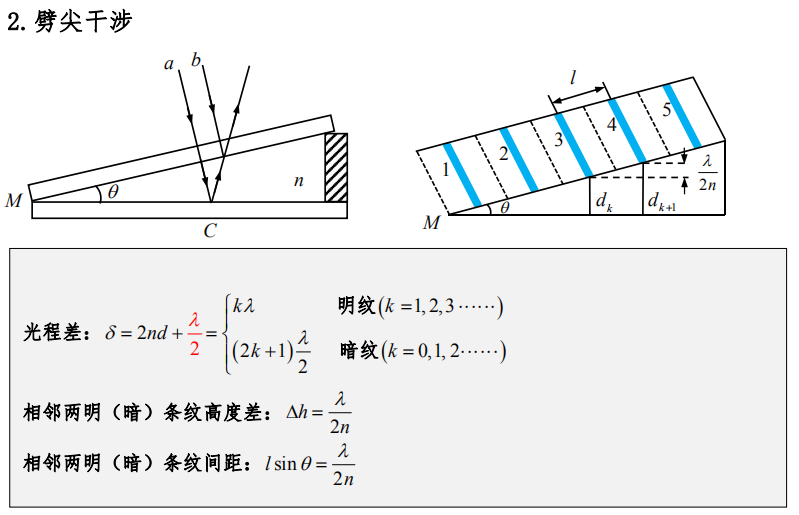 2. 劈尖干涉
a b
M θ n
C
l
1 2 3 4 5
λ/2n
M θ d_k d_{k+1}
光程差：δ = 2nd + λ/2 = { kλ 明纹(k =1,2,3……)
(2k+1)λ/2 暗纹(k =0,1,2……)
相邻两明（暗）条纹高度差：Δh = λ/2n
相邻两明（暗）条纹间距：l sin θ = λ/2n